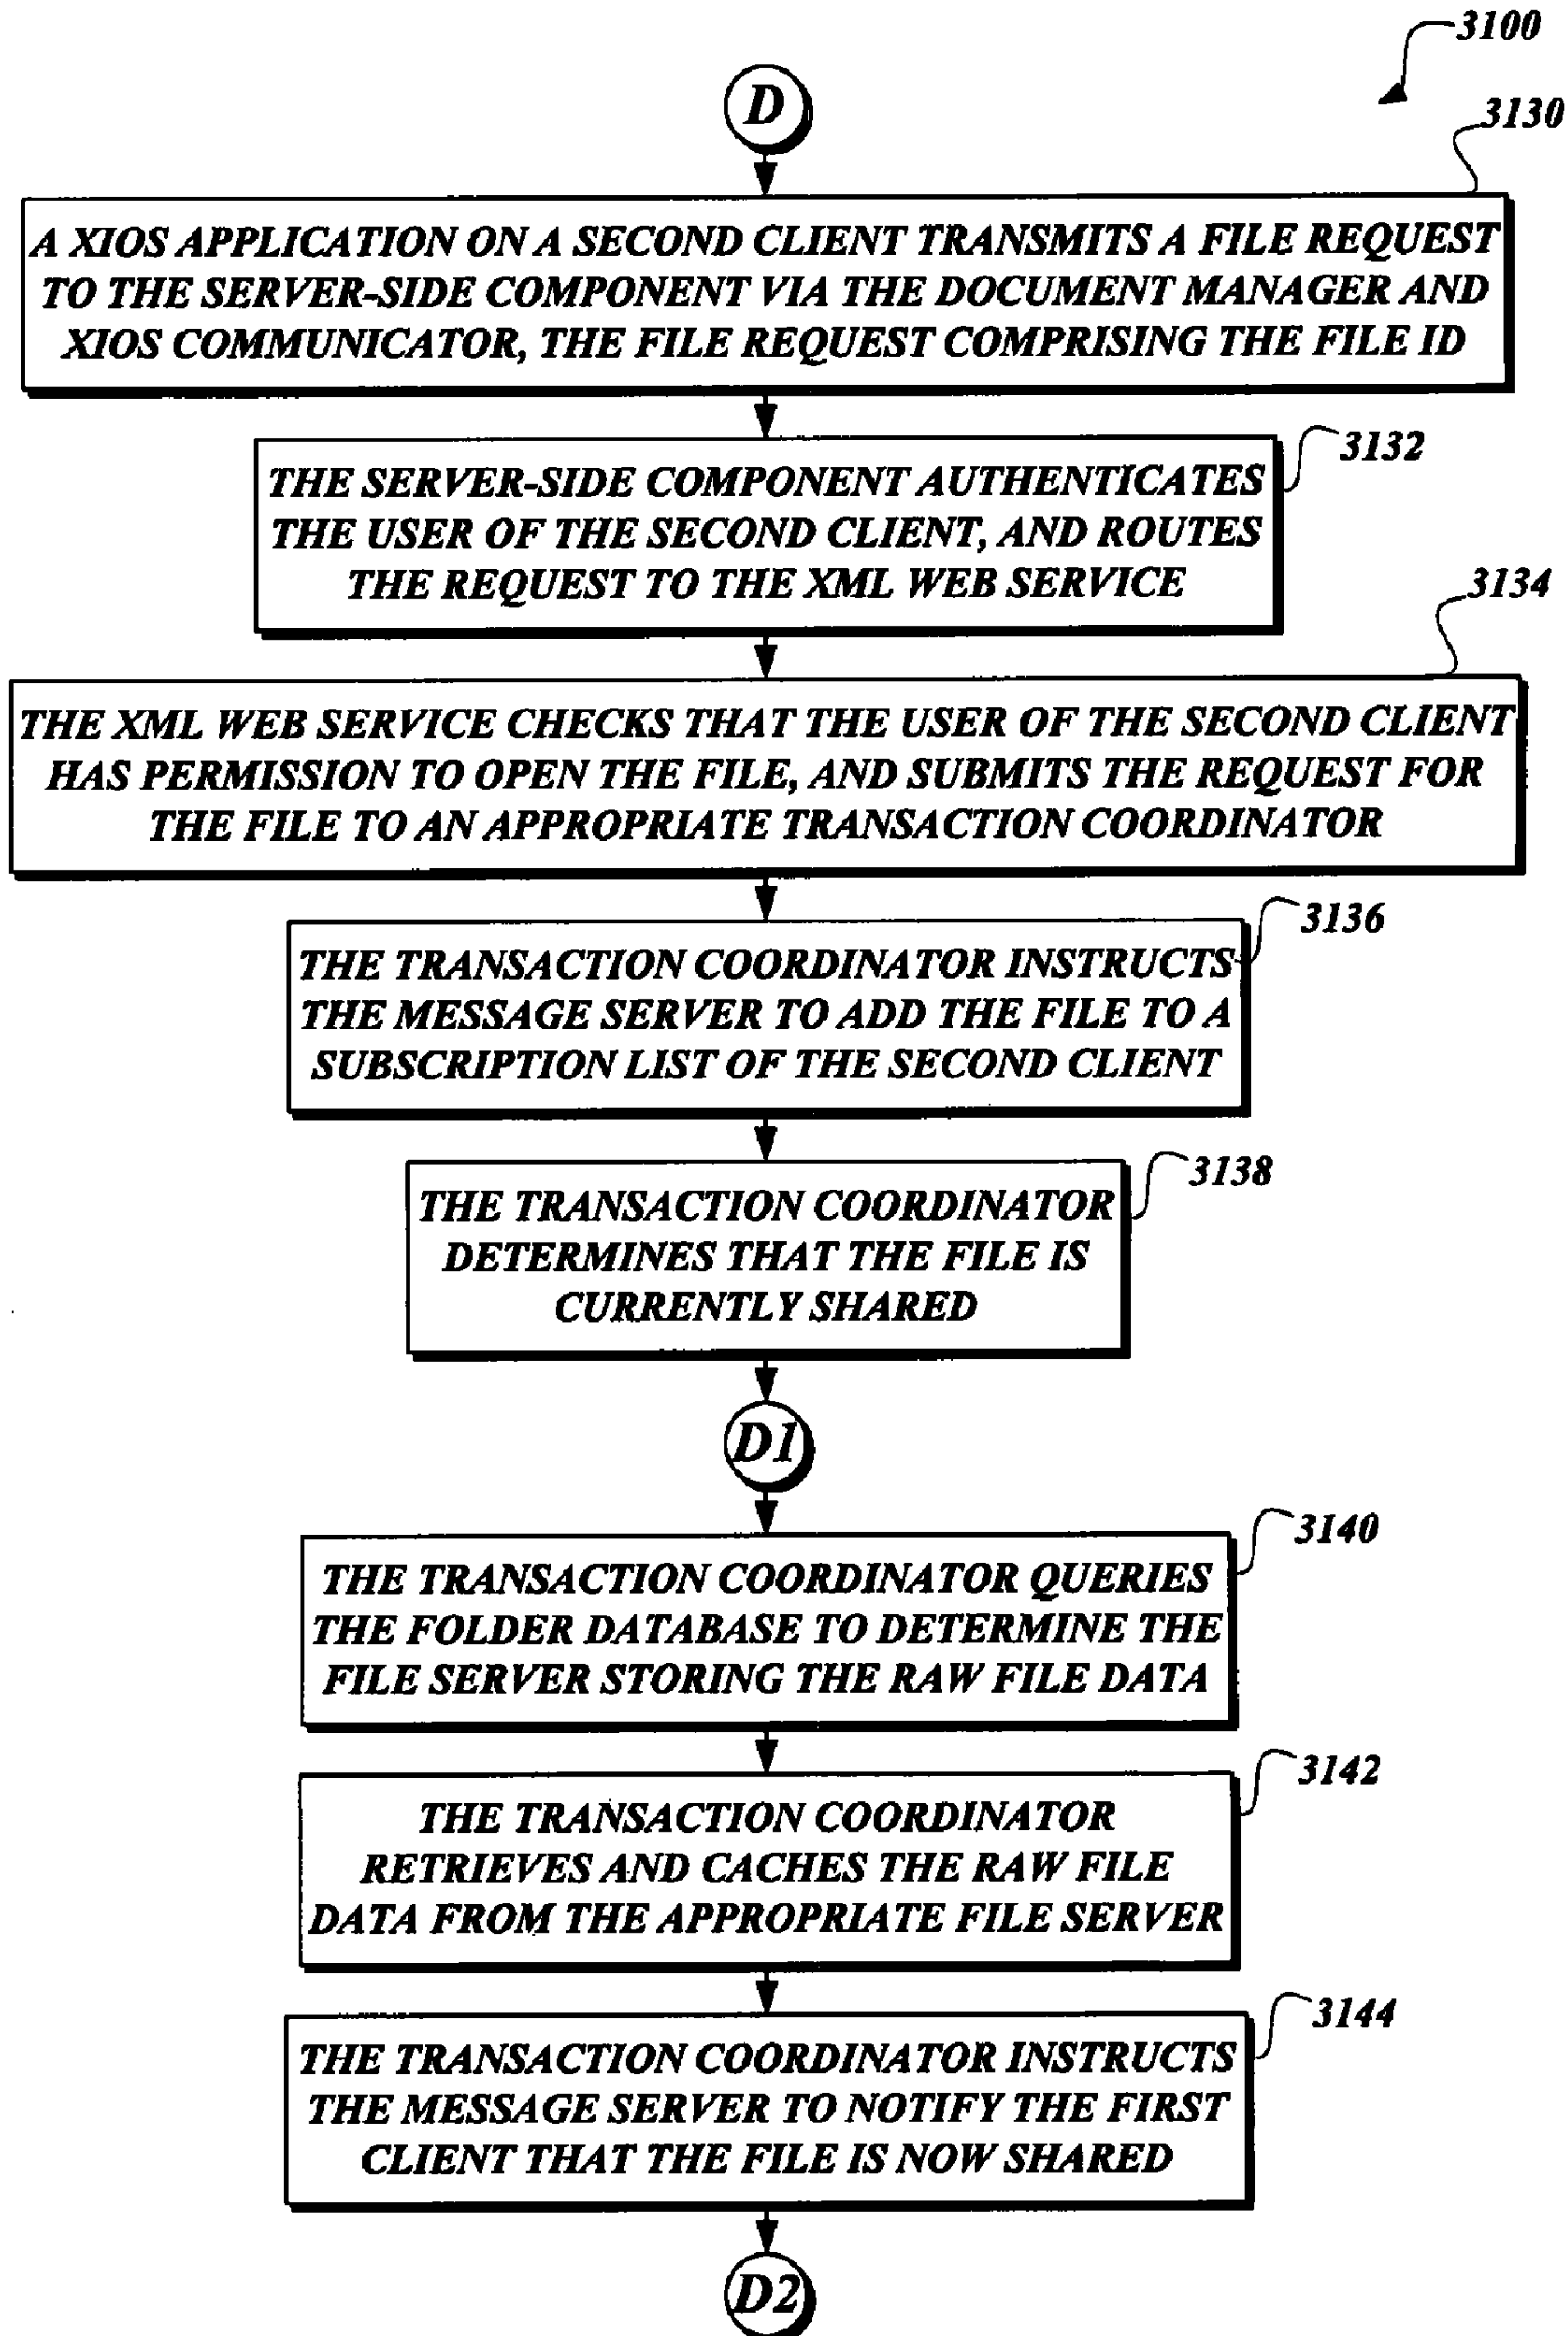 3100
D
3130
A XIOS APPLICATION ON A SECOND CLIENT TRANSMITS A FILE REQUEST
TO THE SERVER-SIDE COMPONENT VIA THE DOCUMENT MANAGER AND
XIOS COMMUNICATOR, THE FILE REQUEST COMPRISING THE FILE ID
3132
THE SERVER-SIDE COMPONENT AUTHENTICATES
THE USER OF THE SECOND CLIENT, AND ROUTES
THE REQUEST TO THE XML WEB SERVICE
3134
THE XML WEB SERVICE CHECKS THAT THE USER OF THE SECOND CLIENT
HAS PERMISSION TO OPEN THE FILE, AND SUBMITS THE REQUEST FOR
THE FILE TO AN APPROPRIATE TRANSACTION COORDINATOR
3136
THE TRANSACTION COORDINATOR INSTRUCTS
THE MESSAGE SERVER TO ADD THE FILE TO A
SUBSCRIPTION LIST OF THE SECOND CLIENT
3138
THE TRANSACTION COORDINATOR
DETERMINES THAT THE FILE IS
CURRENTLY SHARED
D1
3140
THE TRANSACTION COORDINATOR QUERIES
THE FOLDER DATABASE TO DETERMINE THE
FILE SERVER STORING THE RAW FILE DATA
3142
THE TRANSACTION COORDINATOR
RETRIEVES AND CACHES THE RAW FILE
DATA FROM THE APPROPRIATE FILE SERVER
3144
THE TRANSACTION COORDINATOR INSTRUCTS
THE MESSAGE SERVER TO NOTIFY THE FIRST
CLIENT THAT THE FILE IS NOW SHARED
D2